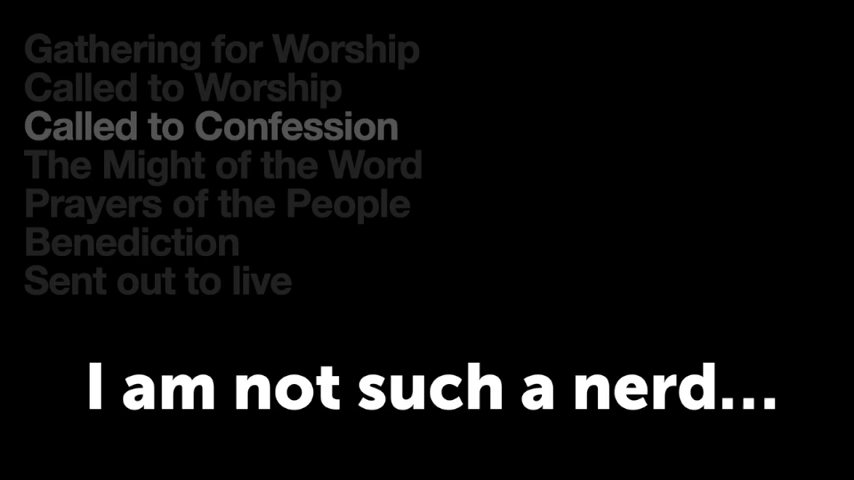 Gathering for Worship
Called to Worship
Called to Confession
The Might of the Word
Prayers of the People
Benediction
Sent out to live
I am not such a nerd...